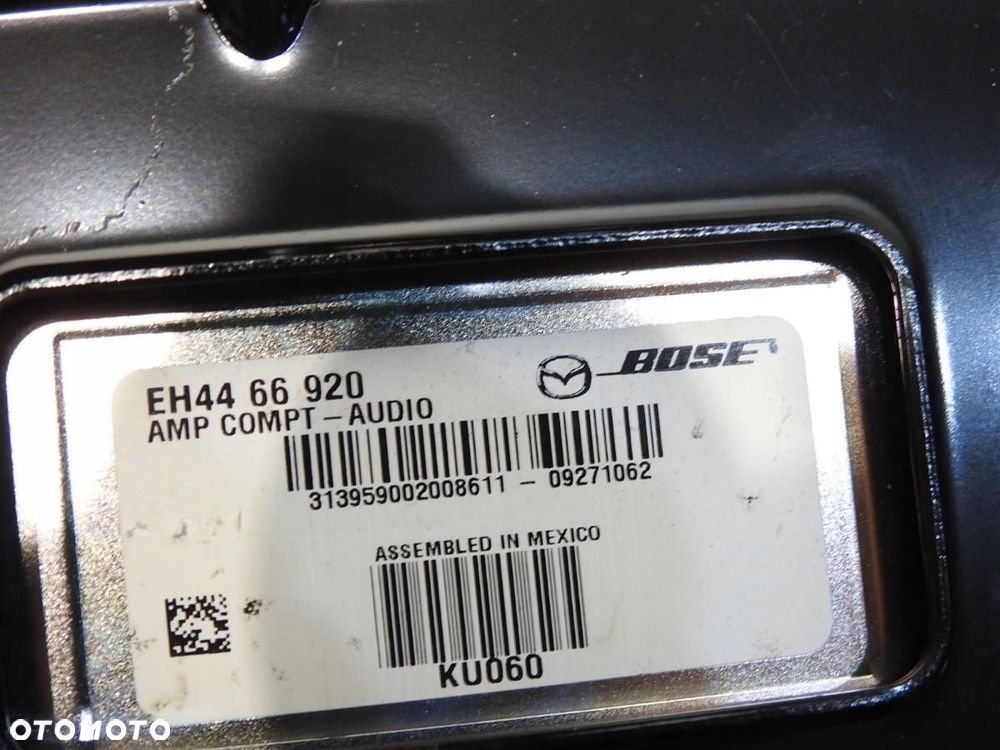 EH44 66 920
BOSE
AMP COMPT – AUDIO
313959002008611 – 09271062
ASSEMBLED IN MEXICO
KU060
OTOMOTO